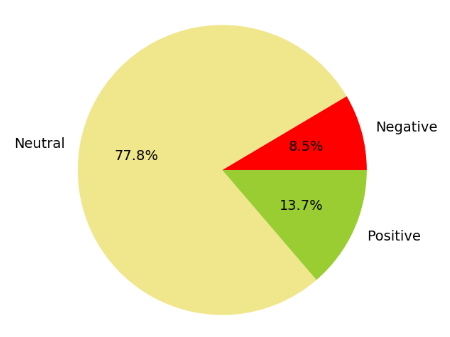 Negative
8.5%
Neutral
77.8%
13.7%
Positive